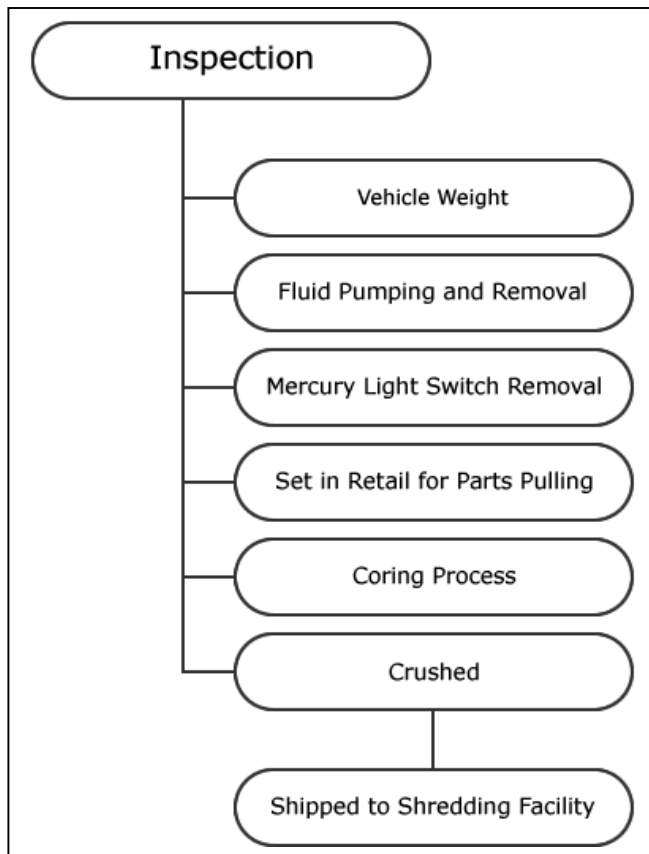 Inspection
Vehicle Weight
Fluid Pumping and Removal
Mercury Light Switch Removal
Set in Retail for Parts Pulling
Coring Process
Crushed
Shipped to Shredding Facility